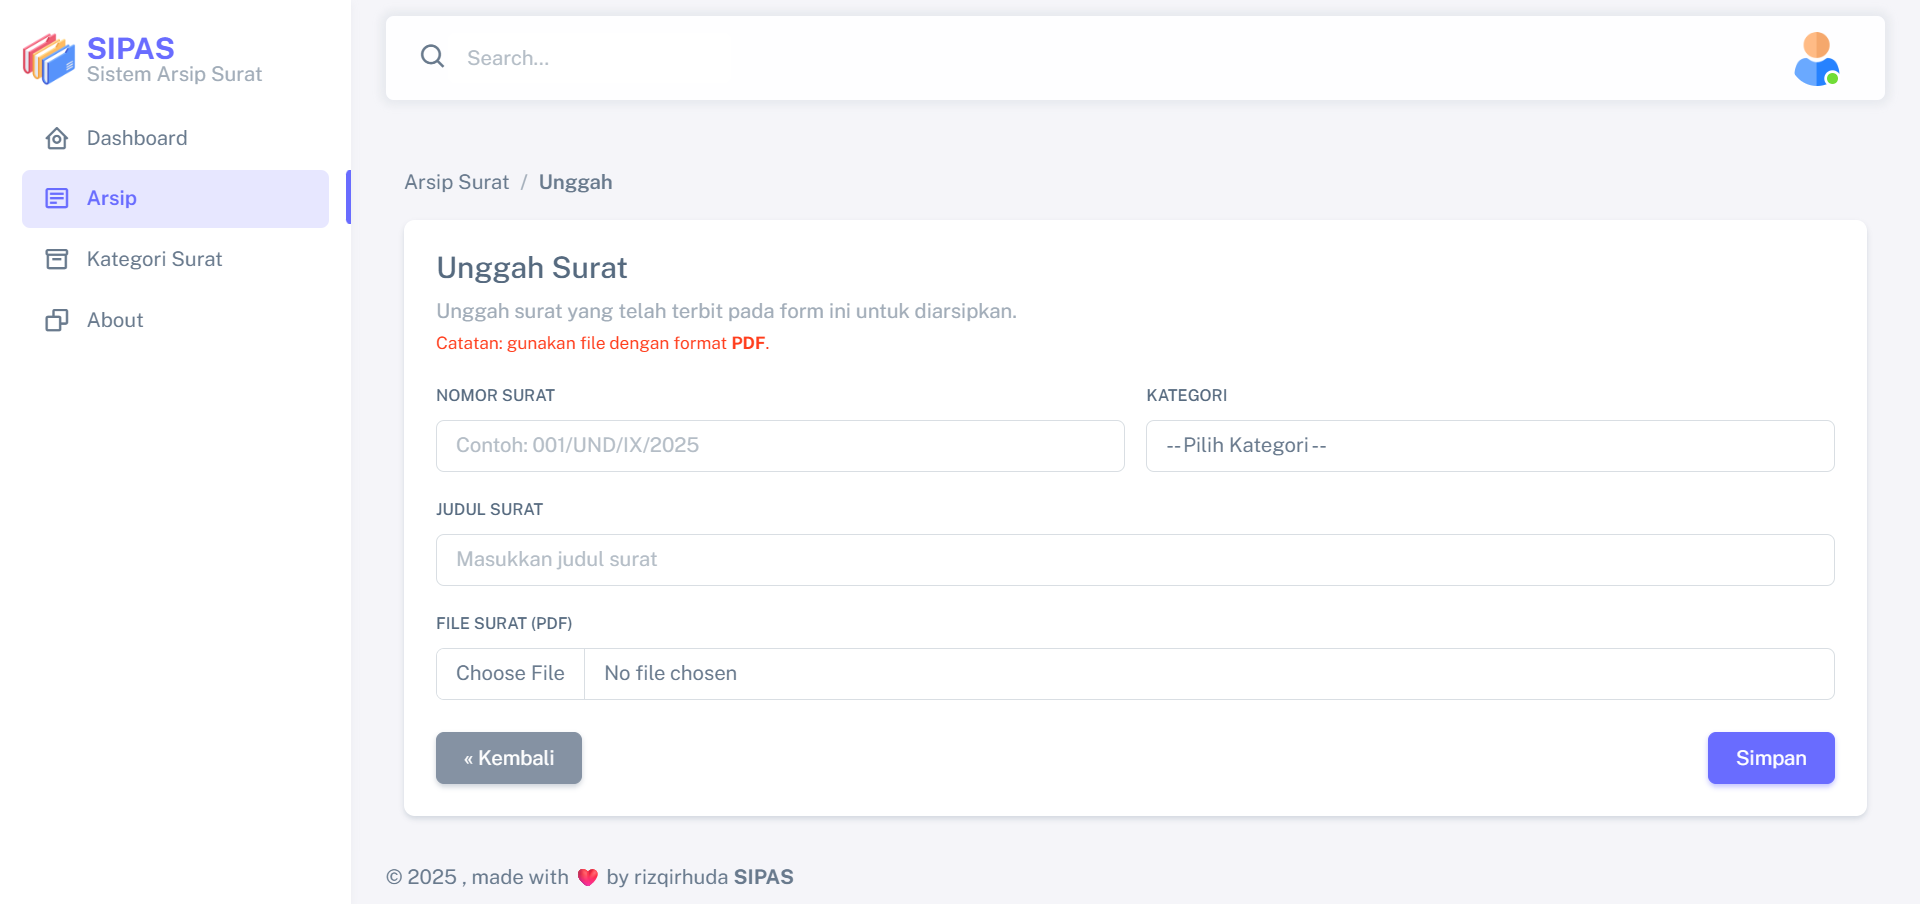 SIPAS
Sistem Arsip Surat
Dashboard
Arsip
Kategori Surat
About
Search...
Arsip Surat / Unggah
Unggah Surat
Unggah surat yang telah terbit pada form ini untuk diarsipkan.
Catatan: gunakan file dengan format PDF.
NOMOR SURAT
Contoh: 001/UND/IX/2025
KATEGORI
-- Pilih Kategori --
JUDUL SURAT
Masukkan judul surat
FILE SURAT (PDF)
Choose File No file chosen
« Kembali
Simpan
© 2025 , made with ❤️ by rizqirhuda SIPAS